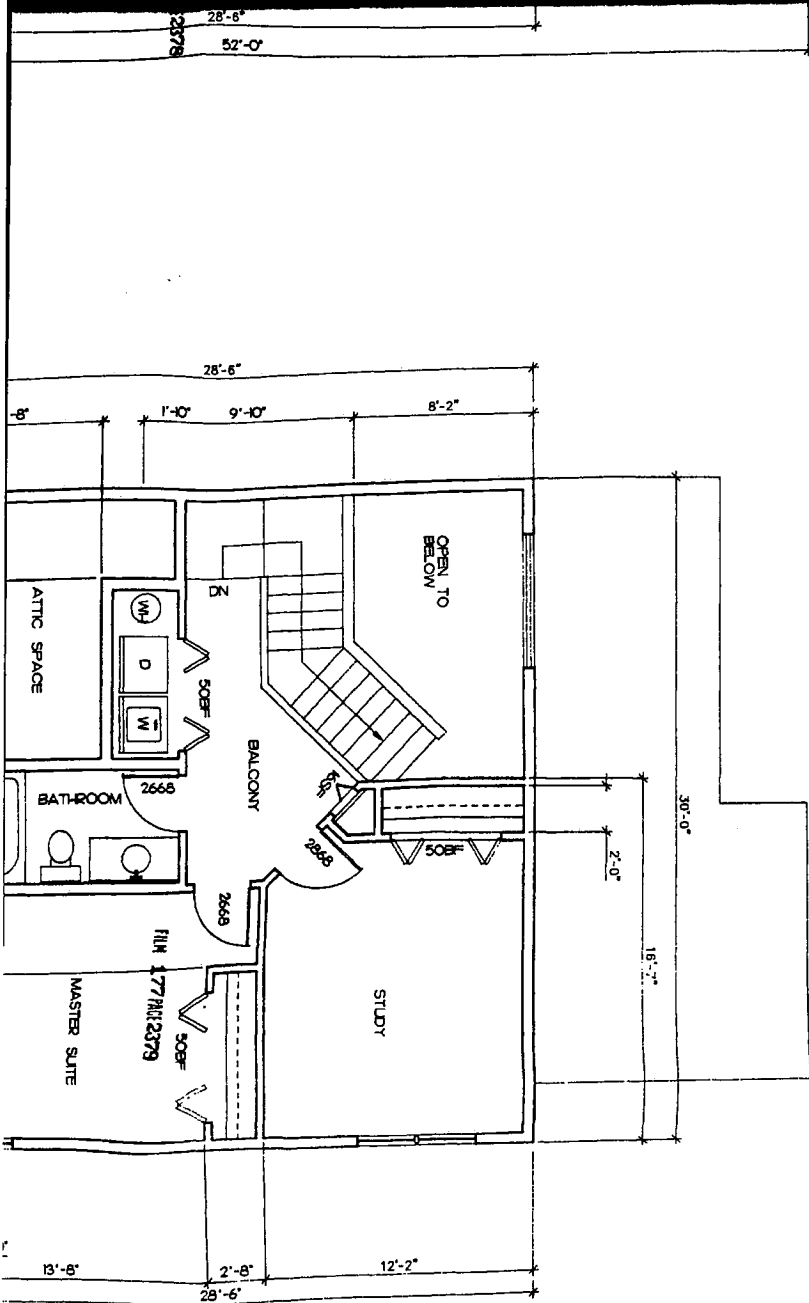 28'-6"
2378
52'-0"
28'-6"
-8"
1'-10"
9'-10"
8'-2"
OPEN TO
BELOW
DN
ATTIC SPACE
WH
D
W
50BF
BALCONY
BATHROOM
2668
2868
50BF
2'-0"
30'-0"
16'-7"
2668
FILM 177 PAGE 2379
50BF
MASTER SUITE
STUDY
13'-8"
2'-8"
12'-2"
28'-6"